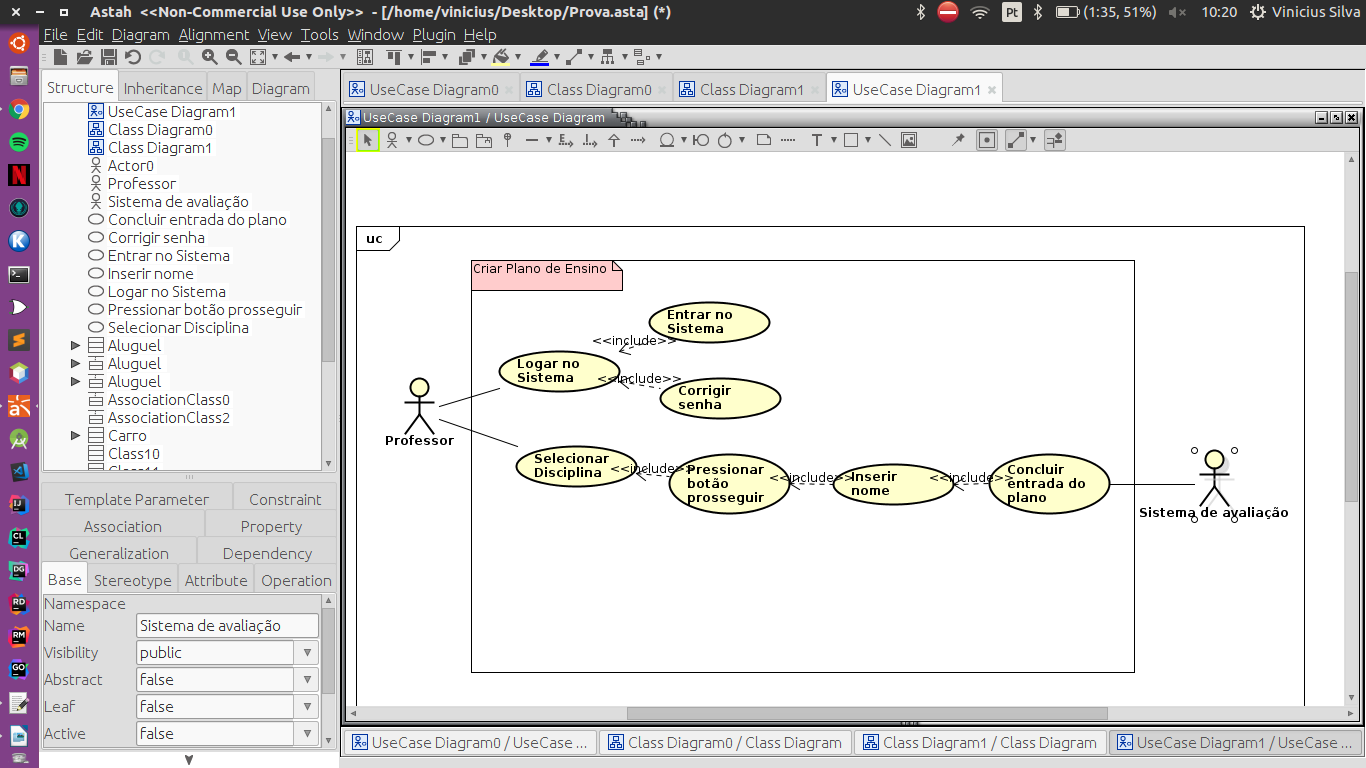 Astah <<Non-Commercial Use Only>> - [/home/vinicius/Desktop/Prova.asta] (*)
Pt
(1:35, 51%)
10:20
Vinicius Silva
File Edit Diagram Alignment View Tools Window Plugin Help
Structure Inheritance Map Diagram
UseCase Diagram1
Class Diagram0
Class Diagram1
Actor0
Professor
Sistema de avaliação
Concluir entrada do plano
Corrigir senha
Entrar no Sistema
Inserir nome
Logar no Sistema
Pressionar botão prosseguir
Selecionar Disciplina
Aluguel
Aluguel
Aluguel
AssociationClass0
AssociationClass2
Carro
Class10
Class11
Template Parameter Constraint
Association Property
Generalization Dependency
Base Stereotype Attribute Operation
Namespace
Name Sistema de avaliação
Visibility public
Abstract false
Leaf false
Active false
UseCase Diagram0 Class Diagram0 Class Diagram1 UseCase Diagram1
UseCase Diagram1 / UseCase Diagram
uc
Criar Plano de Ensino
Entrar no
Sistema
<<include>>
Logar no
Sistema
<<include>>
Corrigir
senha
Professor
Selecionar
Disciplina
<<include>>
Pressionar
botão
prosseguir
<<include>>
Inserir
nome
<<include>>
Concluir
entrada do
plano
Sistema de avaliação
UseCase Diagram0 / UseCase ...
Class Diagram0 / Class Diagram
Class Diagram1 / Class Diagram
UseCase Diagram1 / UseCase ...